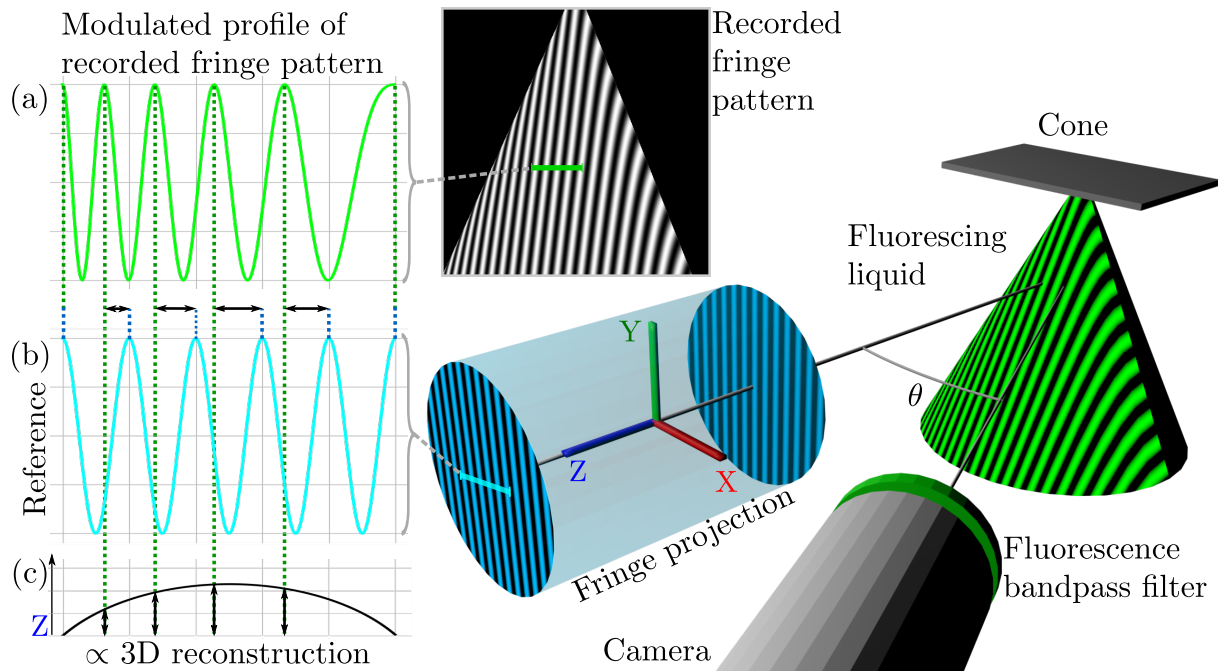 Modulated profile of
recorded fringe pattern
(a)
Recorded
fringe
pattern
Cone
Fluorescing
liquid
(b)
Reference
Y
Z
X
θ
Fringe projection
(c)
Z
∝ 3D reconstruction
Fluorescence
bandpass filter
Camera